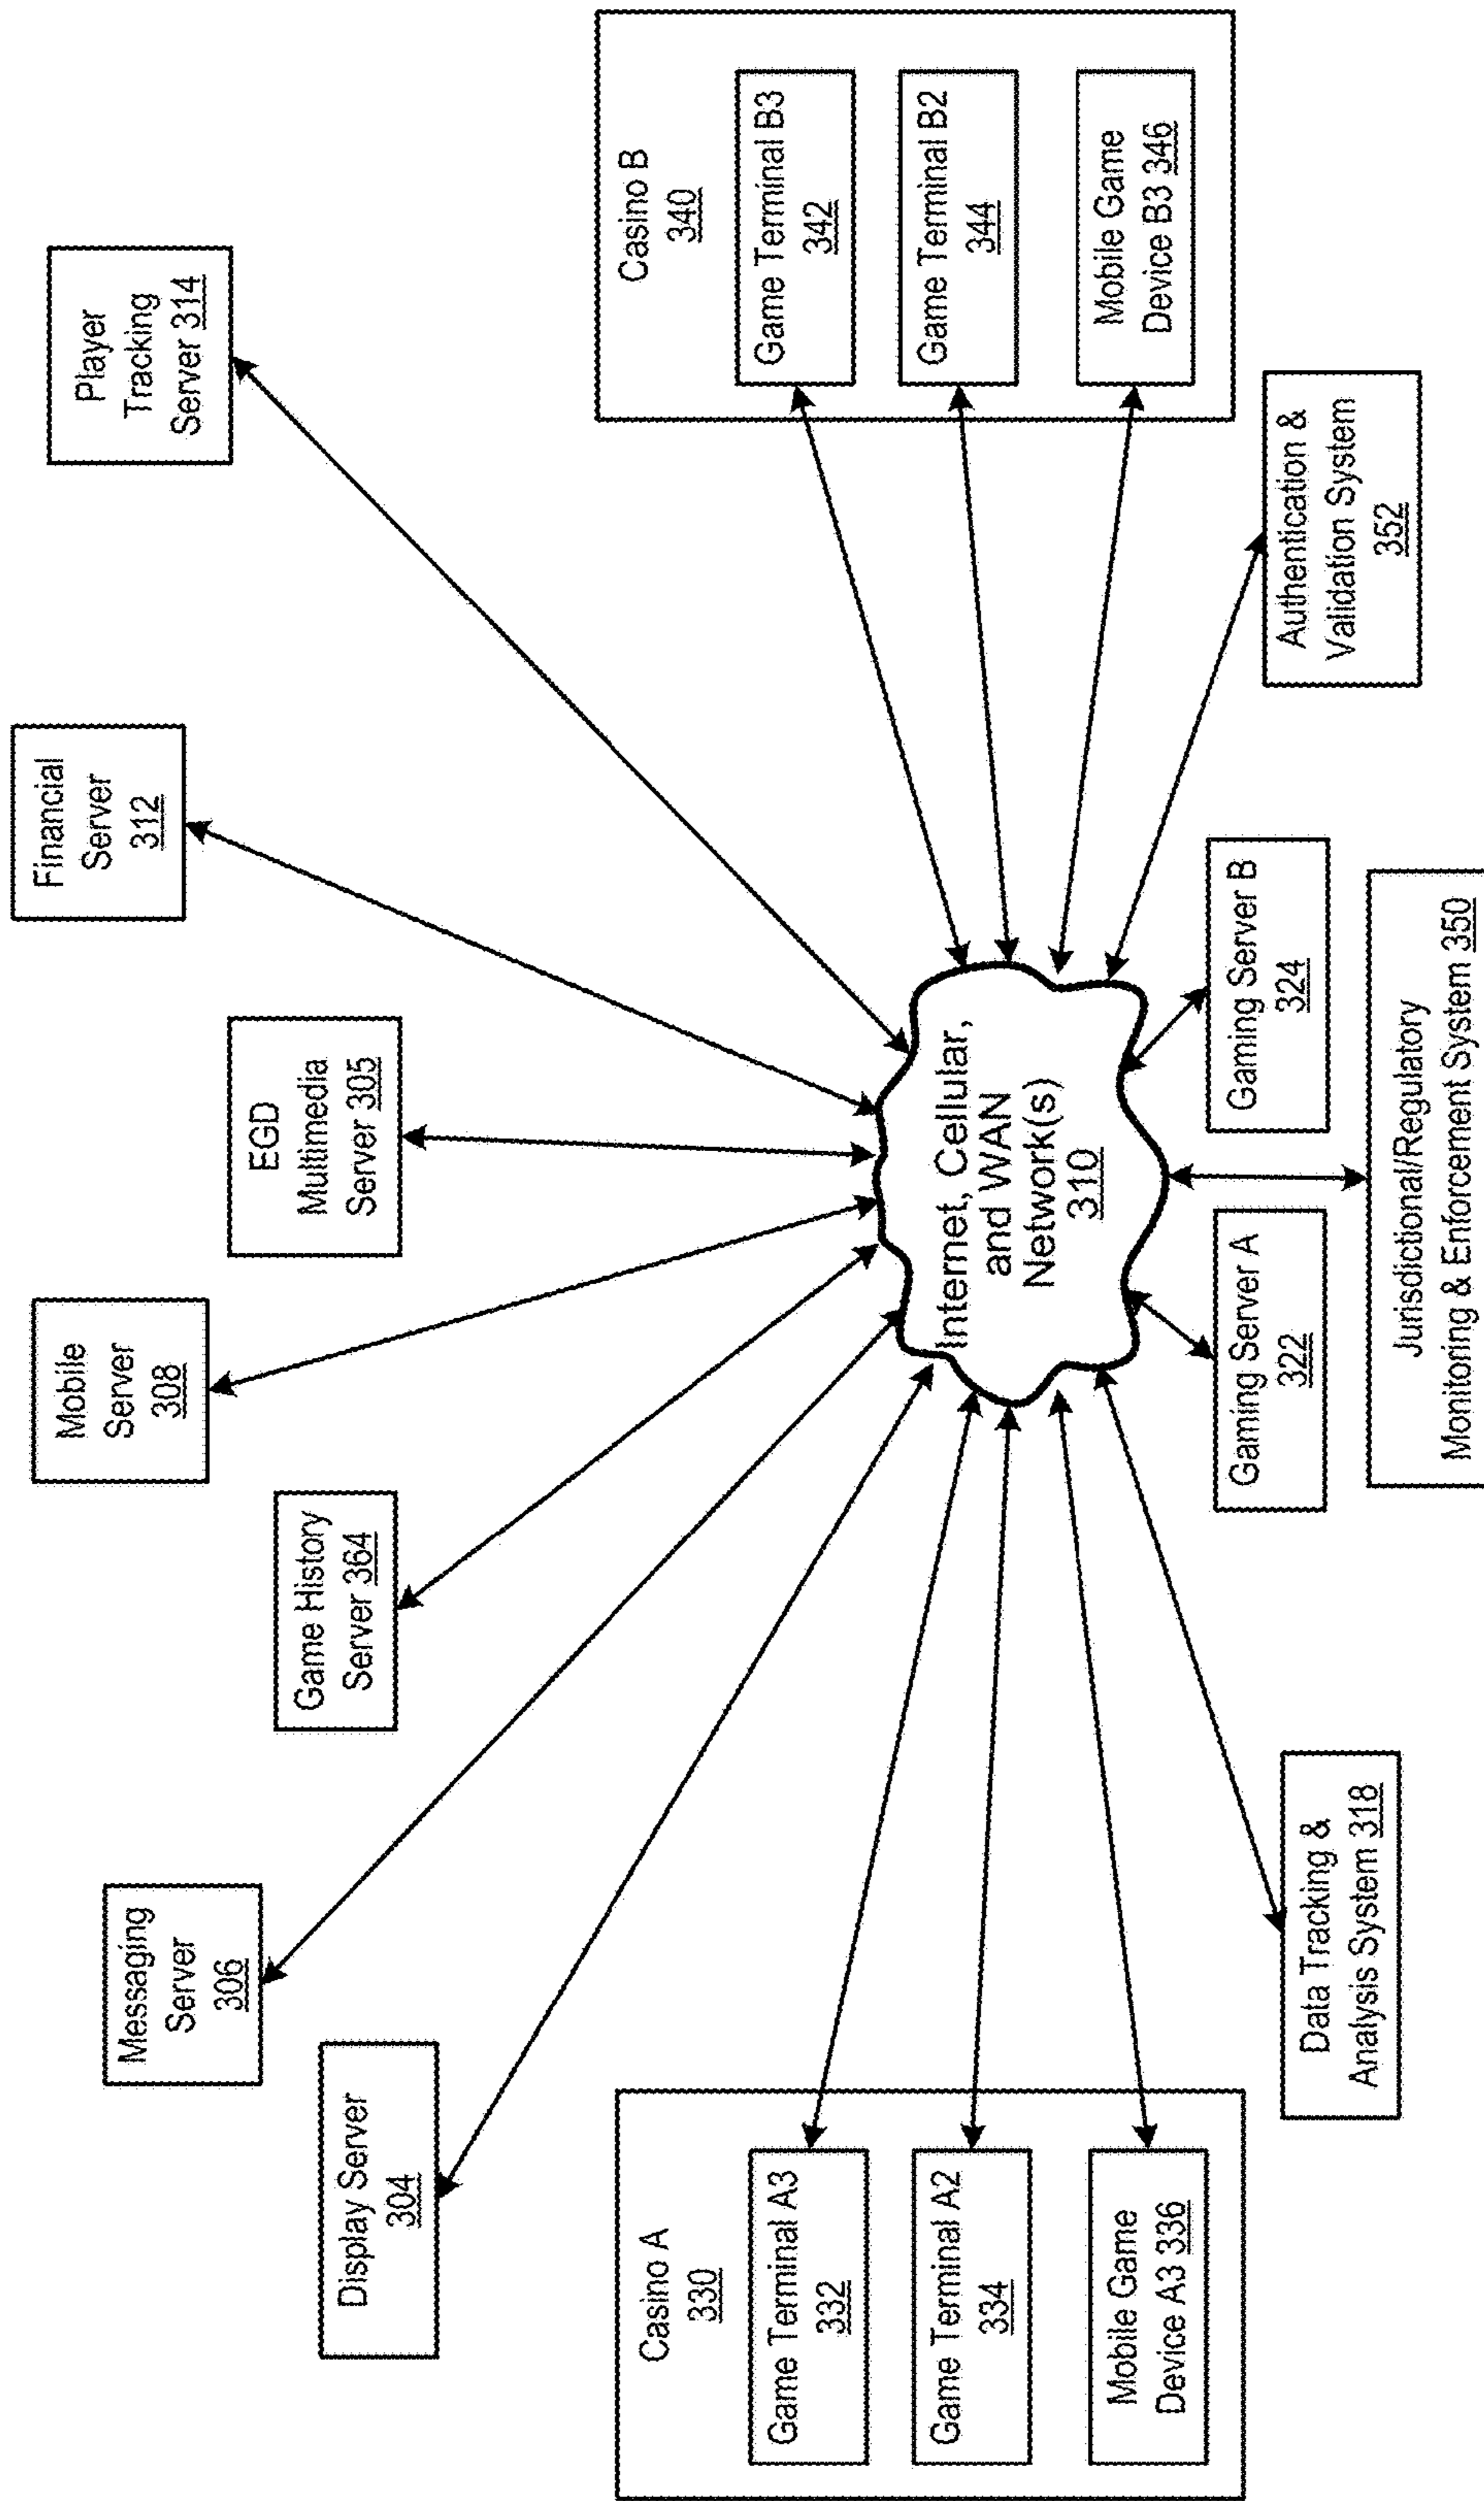 Messaging
Server
306
Display Server
304
Game History
Server 364
Mobile
Server
308
EGD
Multimedia
Server 305
Financial
Server
312
Player
Tracking
Server 314
Casino A
330
Game Terminal A3
332
Game Terminal A2
334
Mobile Game
Device A3 336
Internet, Cellular,
and WAN
Network(s)
310
Casino B
340
Game Terminal B3
342
Game Terminal B2
344
Mobile Game
Device B3 346
Data Tracking &
Analysis System 318
Gaming Server A
322
Gaming Server B
324
Authentication &
Validation System
352
Jurisdictional/Regulatory
Monitoring & Enforcement System 350